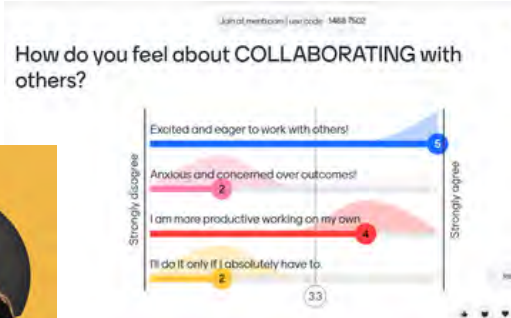 Join at menti.com | use code 1468 7502
How do you feel about COLLABORATING with
others?
Strongly disagree
Excited and eager to work with others!
5
Anxious and concerned over outcomes!
2
I am more productive working on my own
4
I'll do it only if I absolutely have to.
2
Strongly agree
33